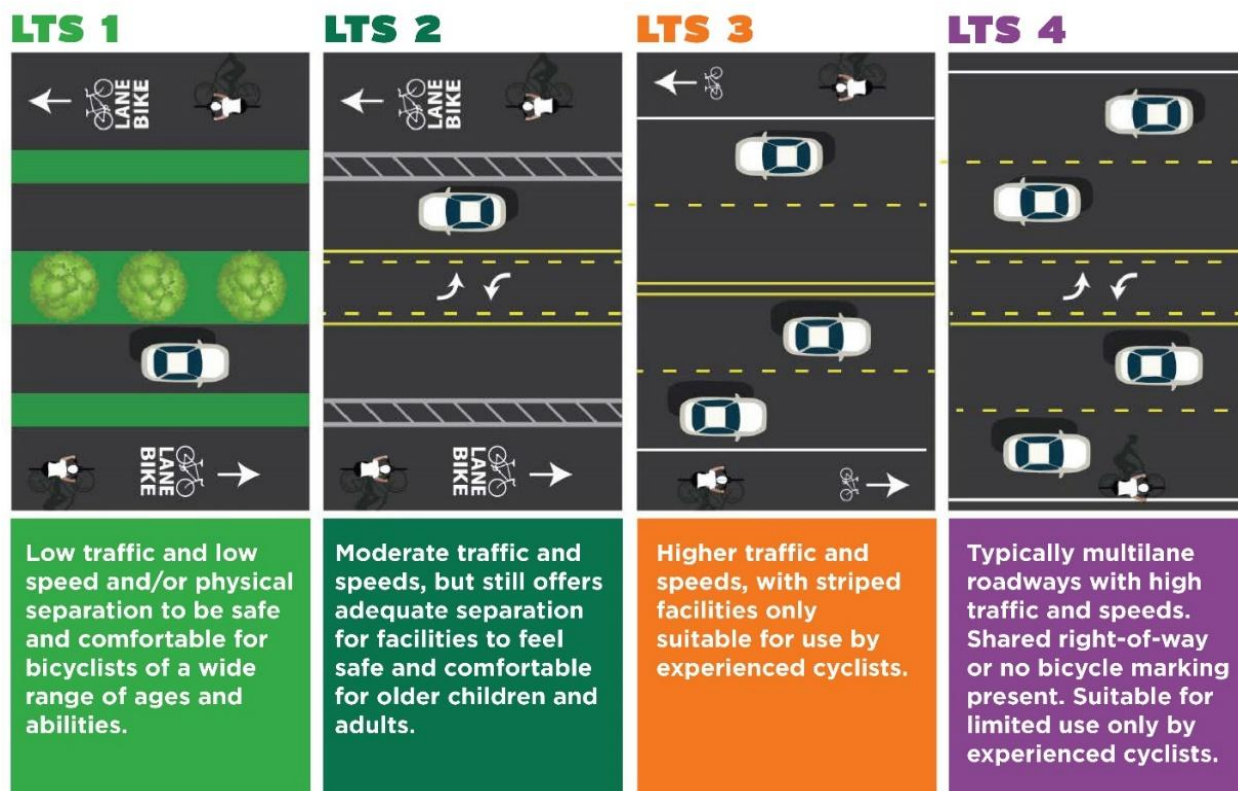 LTS 1
LANE
BIKE
LANE
BIKE
Low traffic and low
speed and/or physical
separation to be safe
and comfortable for
bicyclists of a wide
range of ages and
abilities.
LTS 2
LANE
BIKE
LANE
BIKE
Moderate traffic and
speeds, but still offers
adequate separation
for facilities to feel
safe and comfortable
for older children and
adults.
LTS 3
Higher traffic and
speeds, with striped
facilities only
suitable for use by
experienced cyclists.
LTS 4
Typically multilane
roadways with high
traffic and speeds.
Shared right-of-way
or no bicycle marking
present. Suitable for
limited use only by
experienced cyclists.